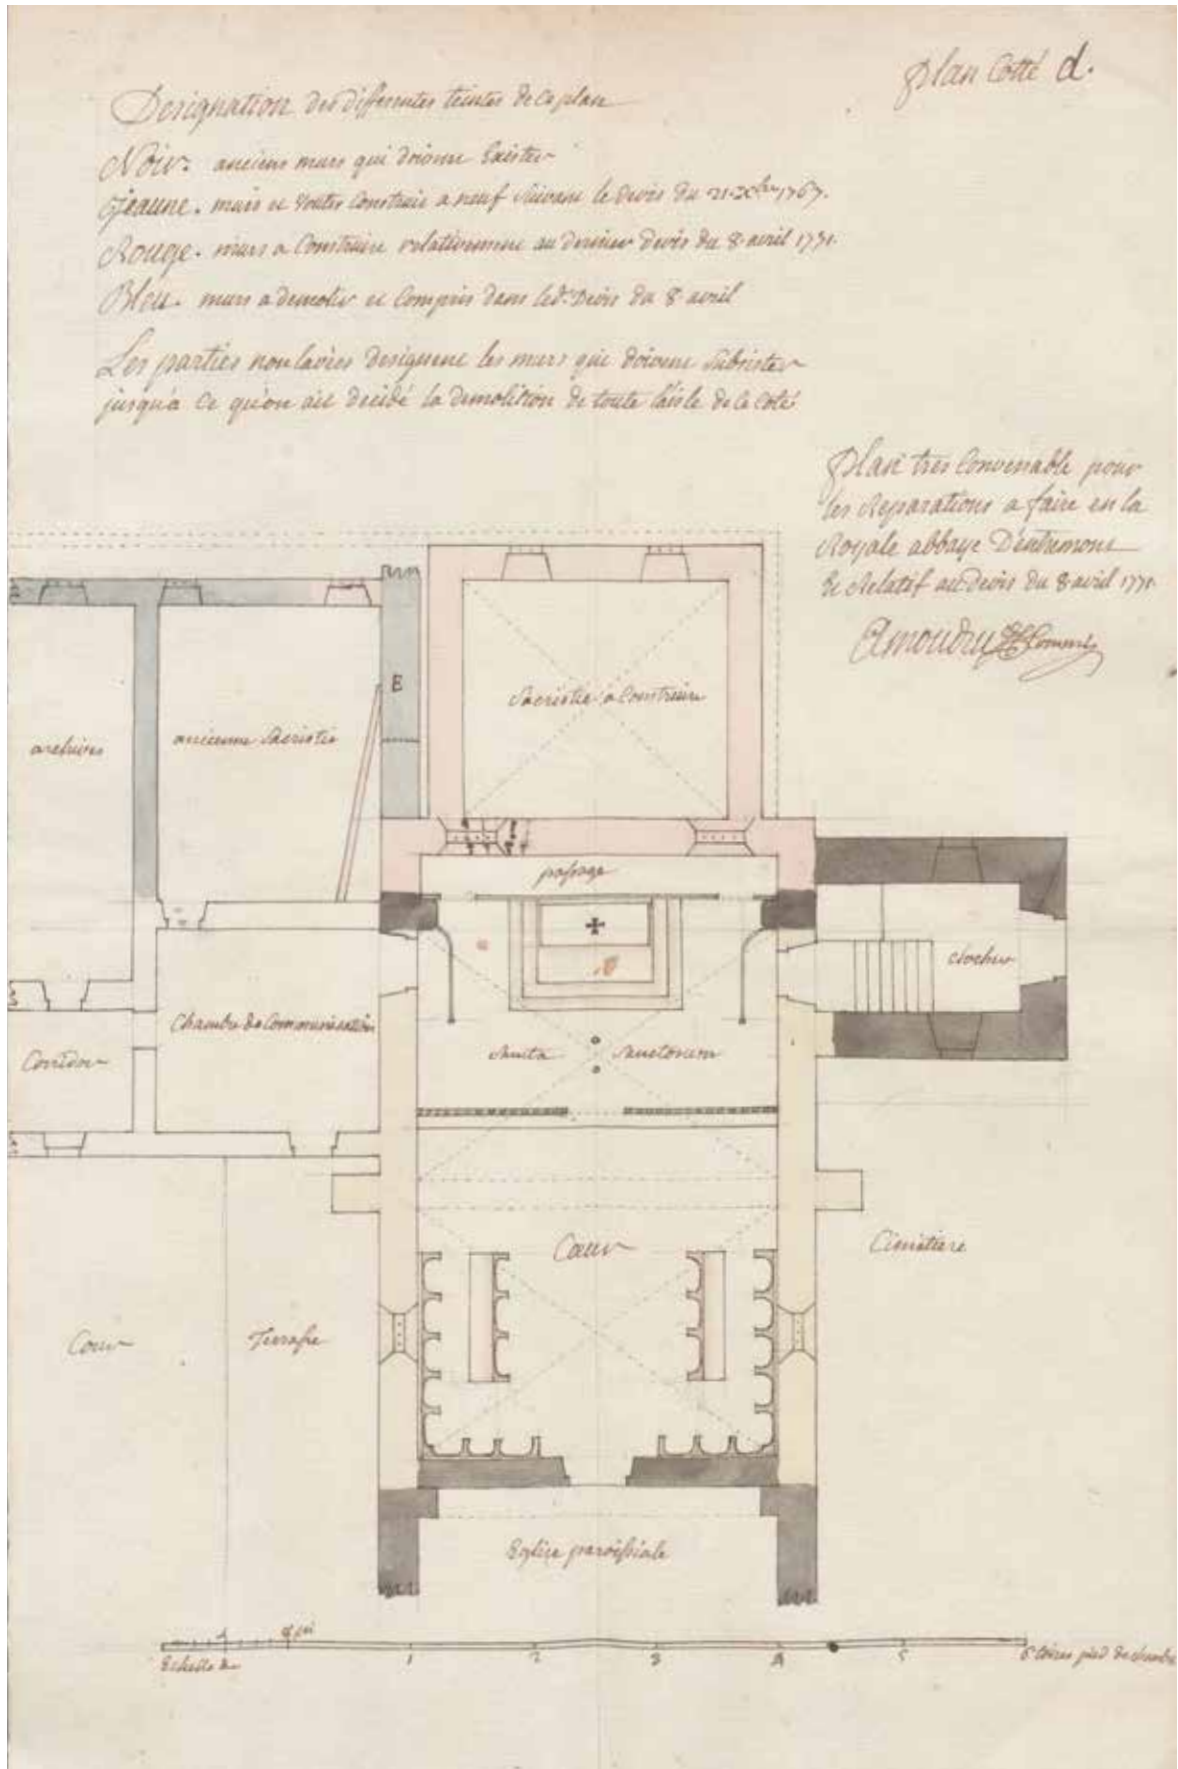 plan Cotté d.
Designation des differentes teintes de ce plan
Noir. anciens murs qui doivent Exister
Jeaune. murs et voutes construit a neuf suivant le devis du 21. Xbre 1767.
Rouge. murs a Construire relativement au dernier devis du 8 avril 1771.
Bleu. murs a demolir et Compris dans led. Devis du 8 avril
Les parties non lavées designent les murs qui doivent subsister
jusqu'a ce qu'on ait decidé la demolition de toute l'aisle de ce coté
Plan tres Convenable pour
les Reparations a faire en la
Royale abbaye D'entremont
et Relatif au devis du 8 avril 1771.
Amoudru
E
Sacristie a Construire
archives
ancienne Sacristie
passage
clocher
Chambre de Communication
Corridor
Sancta Sanctorum
Cœur
Cimetiere
Cour
Terrasse
Eglise paroissiale
Echelle de
1 2 3 4 5 6 toises pied de chambre